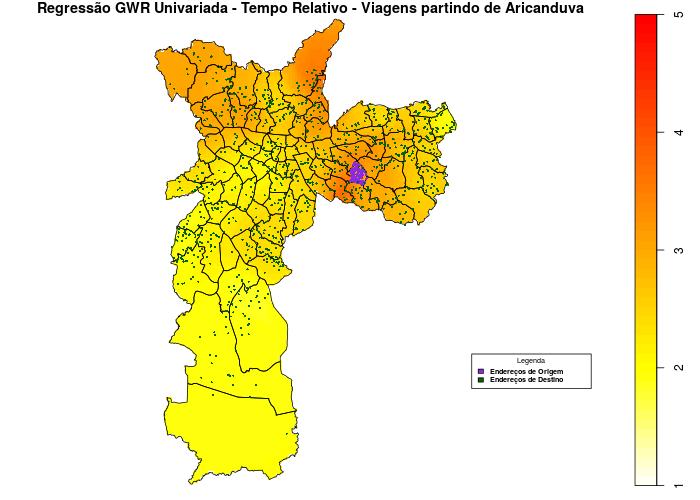 Regressão GWR Univariada - Tempo Relativo - Viagens partindo de Aricanduva
5
4
3
2
1
Legenda
Endereços de Origem
Endereços de Destino